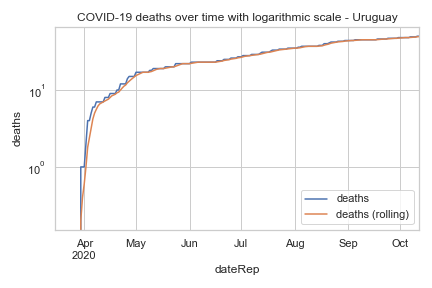 COVID-19 deaths over time with logarithmic scale - Uruguay
deaths
10¹
10⁰
deaths
deaths (rolling)
Apr May Jun Jul Aug Sep Oct
2020
dateRep